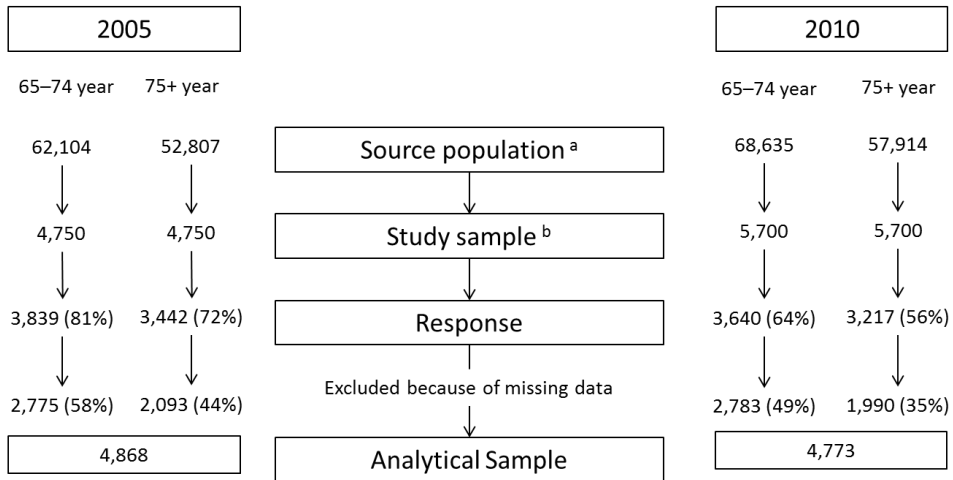 2005
2010
65–74 year 75+ year
65–74 year 75+ year
62,104 52,807
Source population a
68,635 57,914
4,750 4,750
Study sample b
5,700 5,700
3,839 (81%) 3,442 (72%)
Response
3,640 (64%) 3,217 (56%)
Excluded because of missing data
2,775 (58%) 2,093 (44%)
2,783 (49%) 1,990 (35%)
4,868
Analytical Sample
4,773